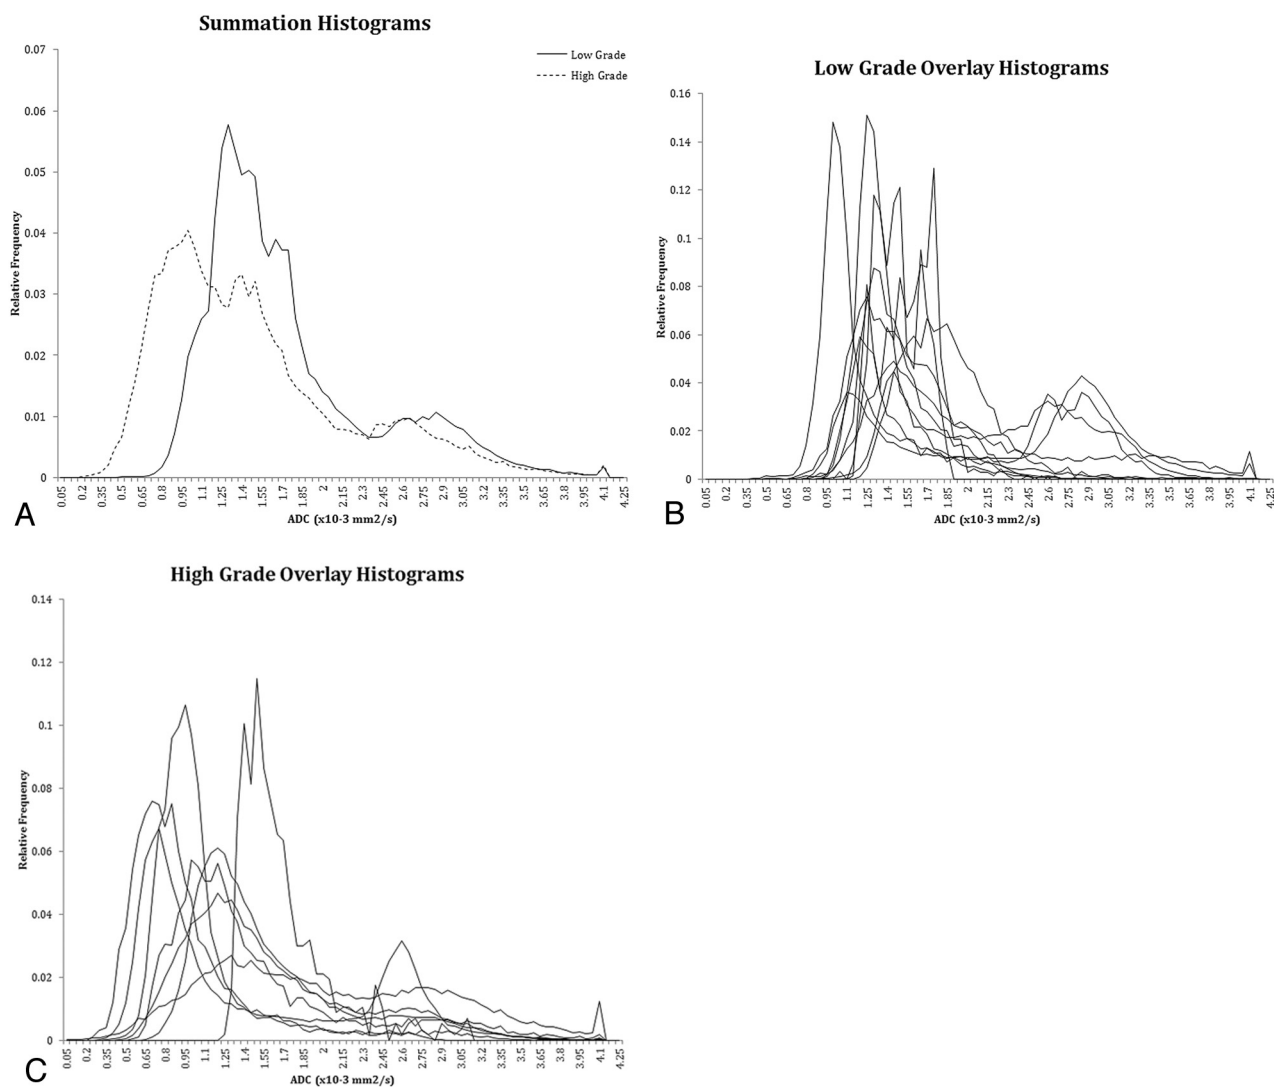 Summation Histograms
0.07
0.06
0.05
0.04
0.03
0.02
0.01
0
Relative Frequency
Low Grade
High Grade
0.05 0.2 0.35 0.5 0.65 0.8 0.95 1.1 1.25 1.4 1.55 1.7 1.85 2 2.15 2.3 2.45 2.6 2.75 2.9 3.05 3.2 3.35 3.5 3.65 3.8 3.95 4.1 4.25
ADC (x10-3 mm2/s)
A
Low Grade Overlay Histograms
0.16
0.14
0.12
0.1
0.08
0.06
0.04
0.02
0
Relative Frequency
0.05 0.2 0.35 0.5 0.65 0.8 0.95 1.1 1.25 1.4 1.55 1.7 1.85 2 2.15 2.3 2.45 2.6 2.75 2.9 3.05 3.2 3.35 3.5 3.65 3.8 3.95 4.1 4.25
ADC (x10-3 mm2/s)
B
High Grade Overlay Histograms
0.14
0.12
0.1
0.08
0.06
0.04
0.02
0
Relative Frequency
0.05 0.2 0.35 0.5 0.65 0.8 0.95 1.1 1.25 1.4 1.55 1.7 1.85 2 2.15 2.3 2.45 2.6 2.75 2.9 3.05 3.2 3.35 3.5 3.65 3.8 3.95 4.1 4.25
ADC (x10-3 mm2/s)
C